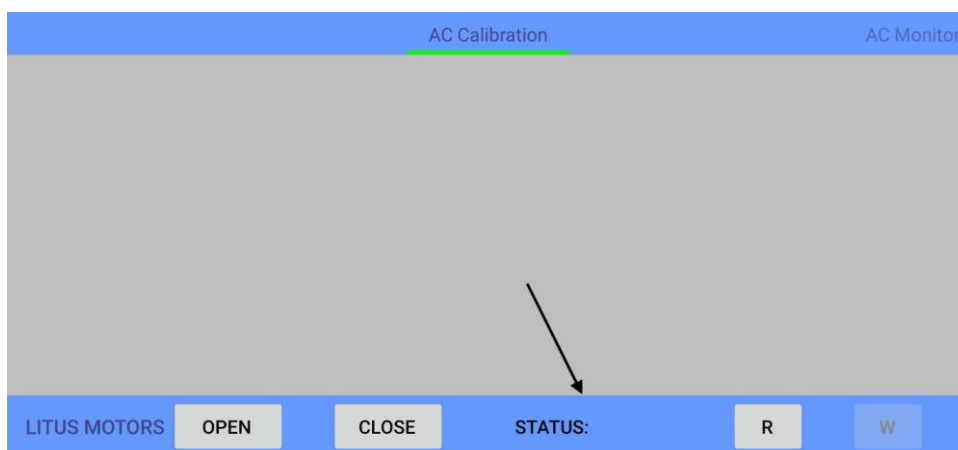 AC Calibration AC Monitor
LITUS MOTORS OPEN CLOSE STATUS: R W